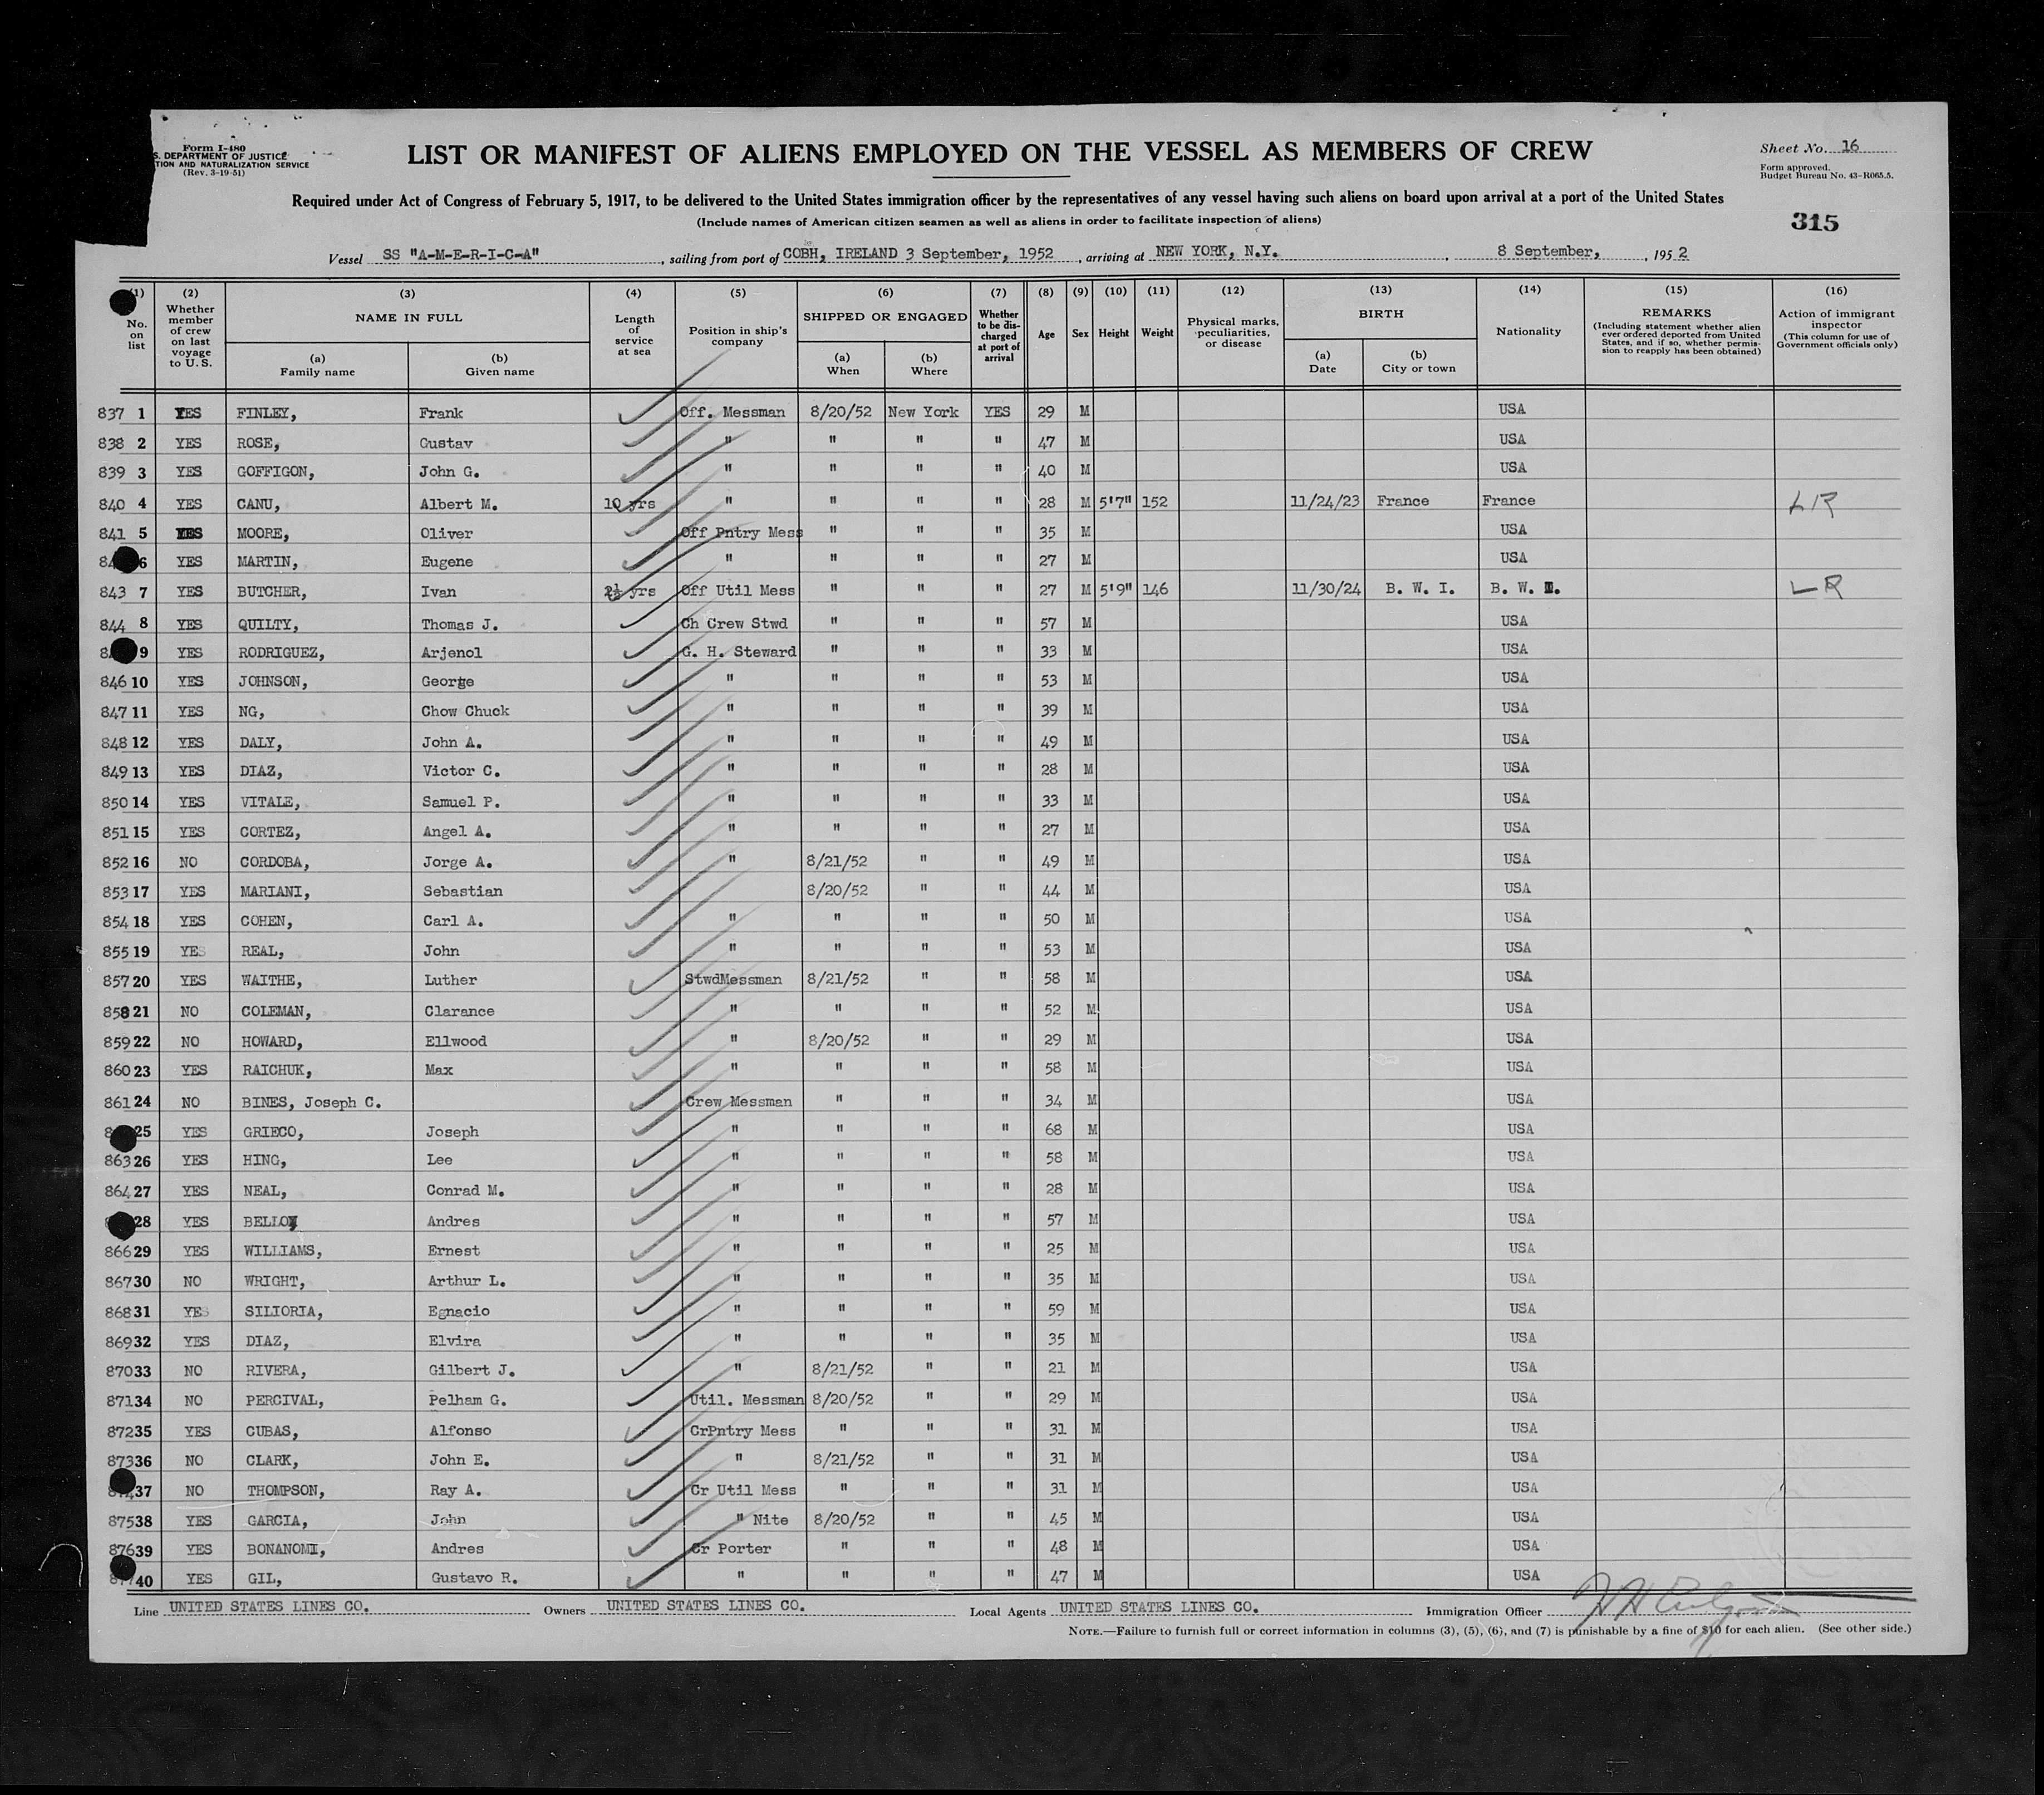 Form I-480
S. DEPARTMENT OF JUSTICE
TION AND NATURALIZATION SERVICE
(Rev. 3-19-51)
LIST OR MANIFEST OF ALIENS EMPLOYED ON THE VESSEL AS MEMBERS OF CREW
Sheet No. 16
Form approved.
Budget Bureau No. 43-R065.5.
Required under Act of Congress of February 5, 1917, to be delivered to the United States immigration officer by the representatives of any vessel having such aliens on board upon arrival at a port of the United States
(Include names of American citizen seamen as well as aliens in order to facilitate inspection of aliens)
315
Vessel SS "A-M-E-R-I-C-A", sailing from port of COBH, IRELAND 3 September, 1952, arriving at NEW YORK, N.Y., 8 September, 1952
(1) No. on list
(2) Whether member of crew on last voyage to U.S.
(3) NAME IN FULL
(a) Family name
(b) Given name
(4) Length of service at sea
(5) Position in ship's company
(6) SHIPPED OR ENGAGED
(a) When
(b) Where
(7) Whether to be discharged at port of arrival
(8) Age
(9) Sex
(10) Height
(11) Weight
(12) Physical marks, peculiarities, or disease
(13) BIRTH
(a) Date
(b) City or town
(14) Nationality
(15) REMARKS
(Including statement whether alien ever ordered deported from United States, and if so, whether permission to reapply has been obtained)
(16) Action of immigrant inspector
(This column for use of Government officials only)
837 1 YES FINLEY, Frank Off. Messman 8/20/52 New York YES 29 M USA
838 2 YES ROSE, Gustav " " " " 47 M USA
839 3 YES GOFFIGON, John G. " " " " 40 M USA
840 4 YES CANU, Albert M. 10 yrs " " " " 28 M 5'7" 152 11/24/23 France France LR
841 5 YES MOORE, Oliver Off Pntry Mess " " " 35 M USA
6 YES MARTIN, Eugene " " " " 27 M USA
843 7 YES BUTCHER, Ivan 2½ yrs Off Util Mess " " " 27 M 5'9" 146 11/30/24 B. W. I. B. W. I. LR
844 8 YES QUILTY, Thomas J. Ch Crew Stwd " " " 57 M USA
9 YES RODRIGUEZ, Arjenol G. H. Steward " " " 33 M USA
846 10 YES JOHNSON, George " " " " 53 M USA
847 11 YES NG, Chow Chuck " " " " 39 M USA
848 12 YES DALY, John A. " " " " 49 M USA
849 13 YES DIAZ, Victor C. " " " " 28 M USA
850 14 YES VITALE, Samuel P. " " " " 33 M USA
851 15 YES CORTEZ, Angel A. " " " " 27 M USA
852 16 NO CORDOBA, Jorge A. " 8/21/52 " " 49 M USA
853 17 YES MARIANI, Sebastian 8/20/52 " " 44 M USA
854 18 YES COHEN, Carl A. " " " " 50 M USA
855 19 YES REAL, John " " " " 53 M USA
857 20 YES WAITHE, Luther StwdMessman 8/21/52 " " 58 M USA
858 21 NO COLEMAN, Clarance " " " " 52 M USA
859 22 NO HOWARD, Ellwood " 8/20/52 " " 29 M USA
860 23 YES RAICHUK, Max " " " " 58 M USA
861 24 NO BINES, Joseph C. Crew Messman " " " 34 M USA
25 YES GRIECO, Joseph " " " " 68 M USA
863 26 YES HING, Lee " " " " 58 M USA
864 27 YES NEAL, Conrad M. " " " " 28 M USA
28 YES BELLO, Andres " " " " 57 M USA
866 29 YES WILLIAMS, Ernest " " " " 25 M USA
867 30 NO WRIGHT, Arthur L. " " " " 35 M USA
868 31 YES SILIORIA, Egnacio " " " " 59 M USA
869 32 YES DIAZ, Elvira " " " " 35 M USA
870 33 NO RIVERA, Gilbert J. " 8/21/52 " " 21 M USA
871 34 NO PERCIVAL, Pelham G. Util. Messman 8/20/52 " " 29 M USA
872 35 YES CUBAS, Alfonso CrPntry Mess " " " 31 M USA
873 36 NO CLARK, John E. " 8/21/52 " " 31 M USA
37 NO THOMPSON, Ray A. Cr Util Mess " " " 31 M USA
875 38 YES GARCIA, John " Nite 8/20/52 " " 45 M USA
876 39 YES BONANOMI, Andres Cr Porter " " " 48 M USA
40 YES GIL, Gustavo R. " " " " 47 M USA
Line UNITED STATES LINES CO. Owners UNITED STATES LINES CO. Local Agents UNITED STATES LINES CO. Immigration Officer
NOTE.—Failure to furnish full or correct information in columns (3), (5), (6), and (7) is punishable by a fine of $10 for each alien. (See other side.)